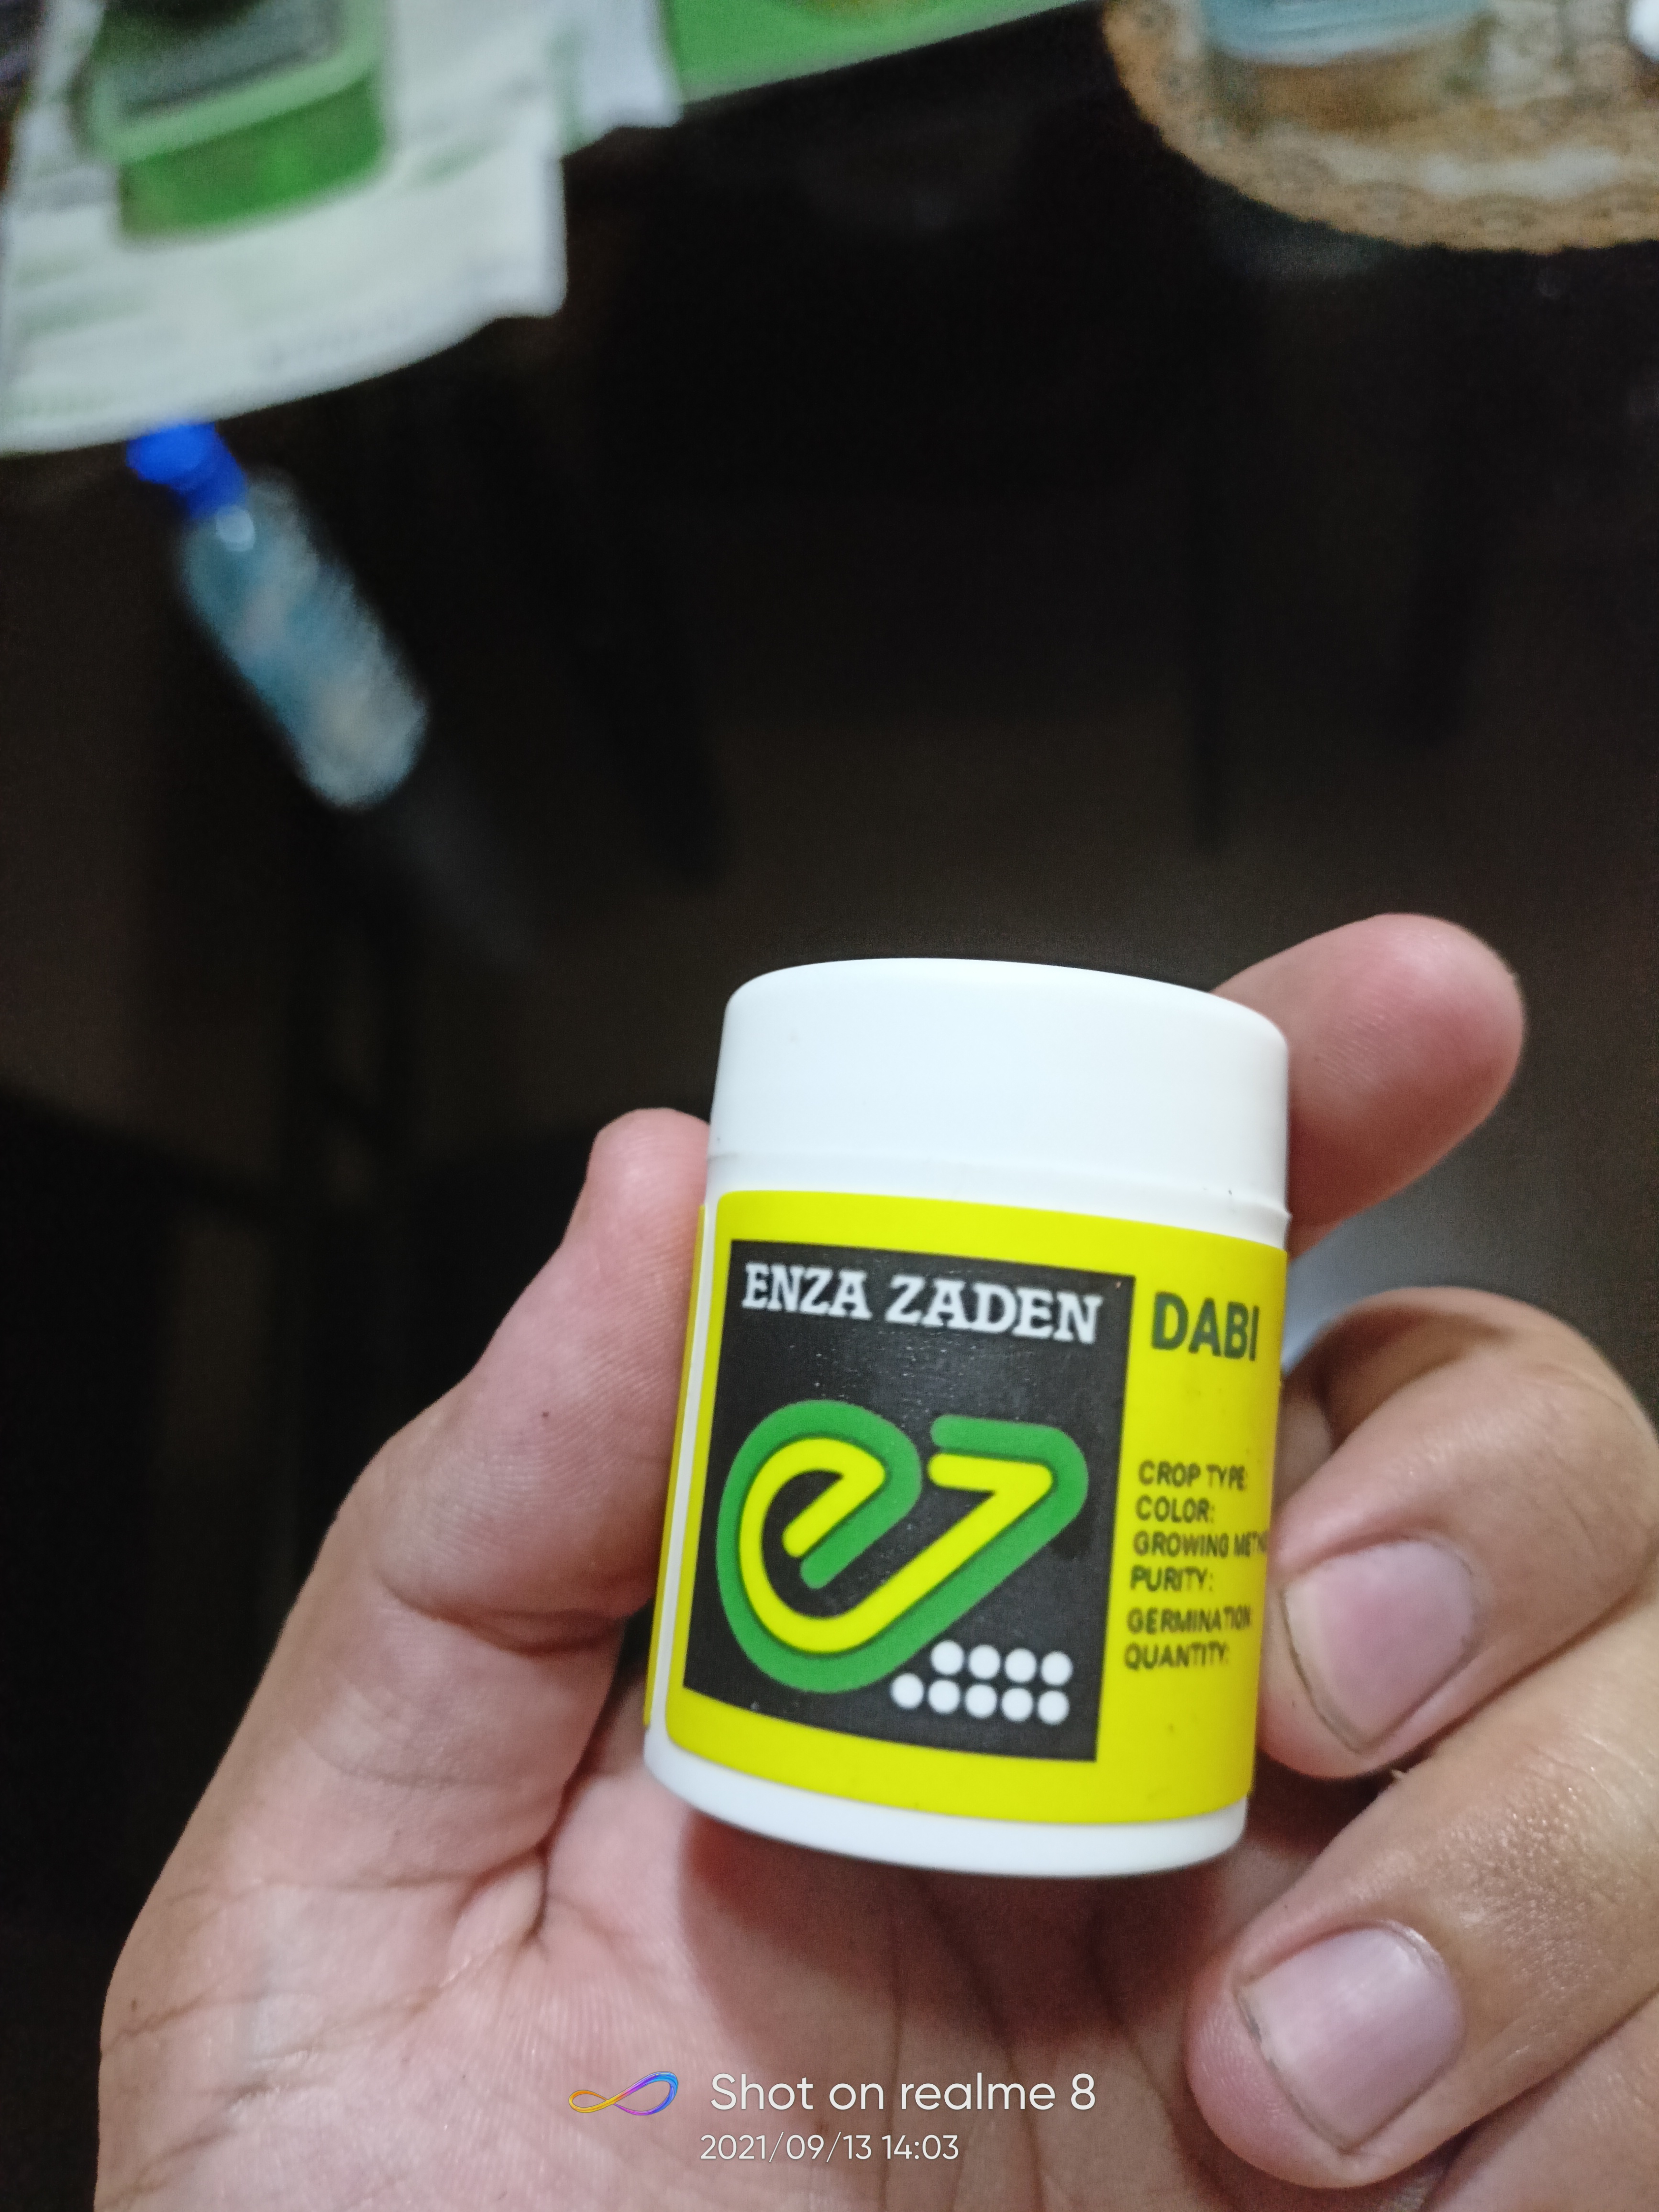 ENZA ZADEN
DABI
CROP TYPE:
COLOR:
GROWING
PURITY:
GERMINATION
QUANTITY:
Shot on realme 8
2021/09/13 14:03